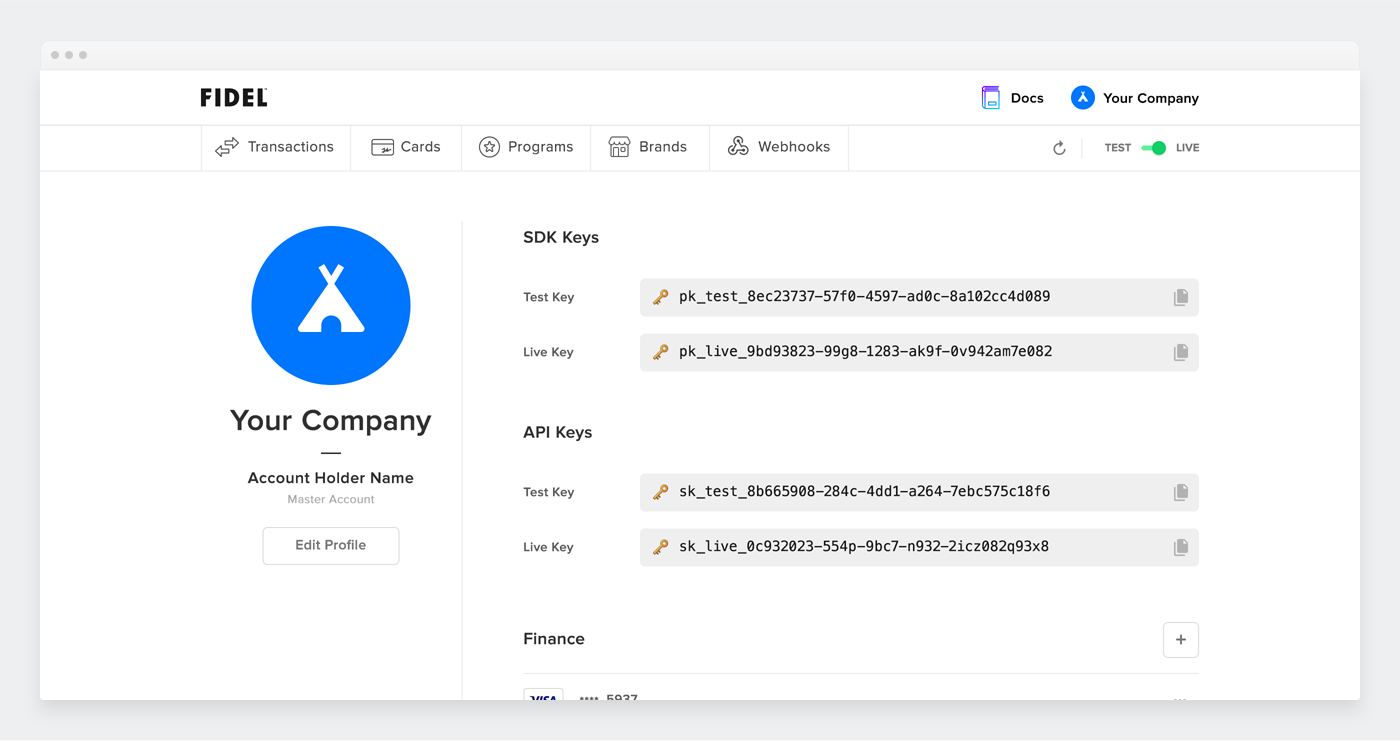 FIDEL
Docs
Your Company
Transactions
Cards
Programs
Brands
Webhooks
TEST
LIVE
Your Company
Account Holder Name
Master Account
Edit Profile
SDK Keys
Test Key
pk_test_8ec23737-57f0-4597-ad0c-8a102cc4d089
Live Key
pk_live_9bd93823-99g8-1283-ak9f-0v942am7e082
API Keys
Test Key
sk_test_8b665908-284c-4dd1-a264-7ebc575c18f6
Live Key
sk_live_0c932023-554p-9bc7-n932-2icz082q93x8
Finance
+
VISA
•••• 5937